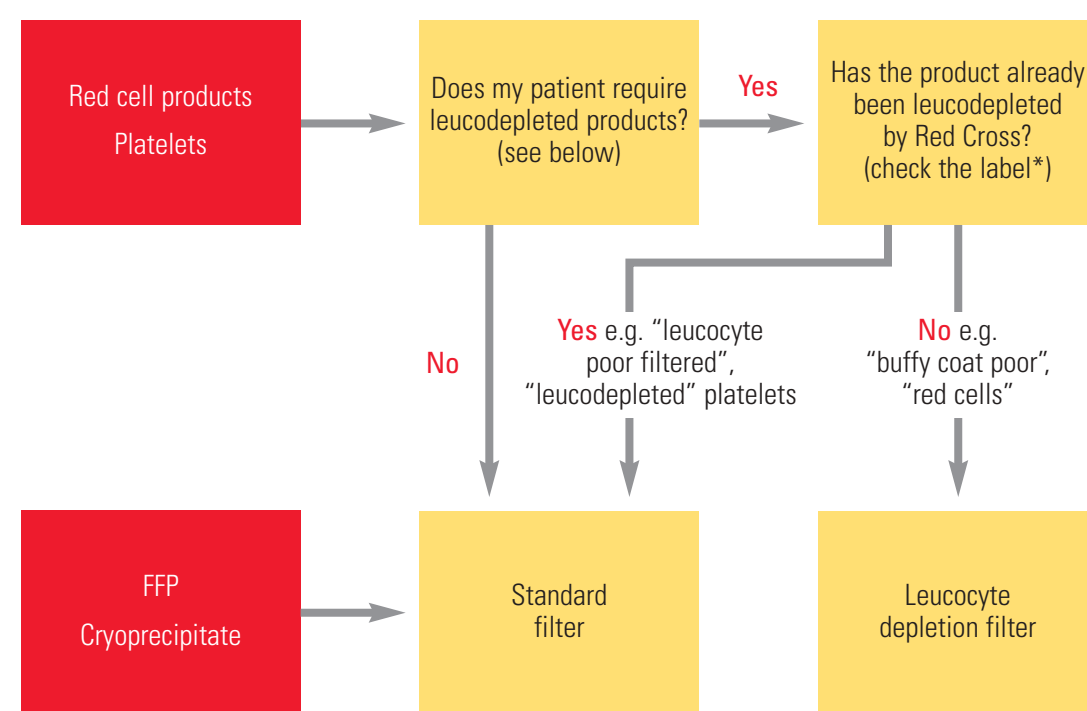 Red cell products
Platelets
Does my patient require
leucodepleted products?
(see below)
Yes
Has the product already
been leucodepleted
by Red Cross?
(check the label*)
No
Yes e.g. “leucocyte
poor filtered”,
“leucodepleted” platelets
No e.g.
“buffy coat poor”,
“red cells”
FFP
Cryoprecipitate
Standard
filter
Leucocyte
depletion filter